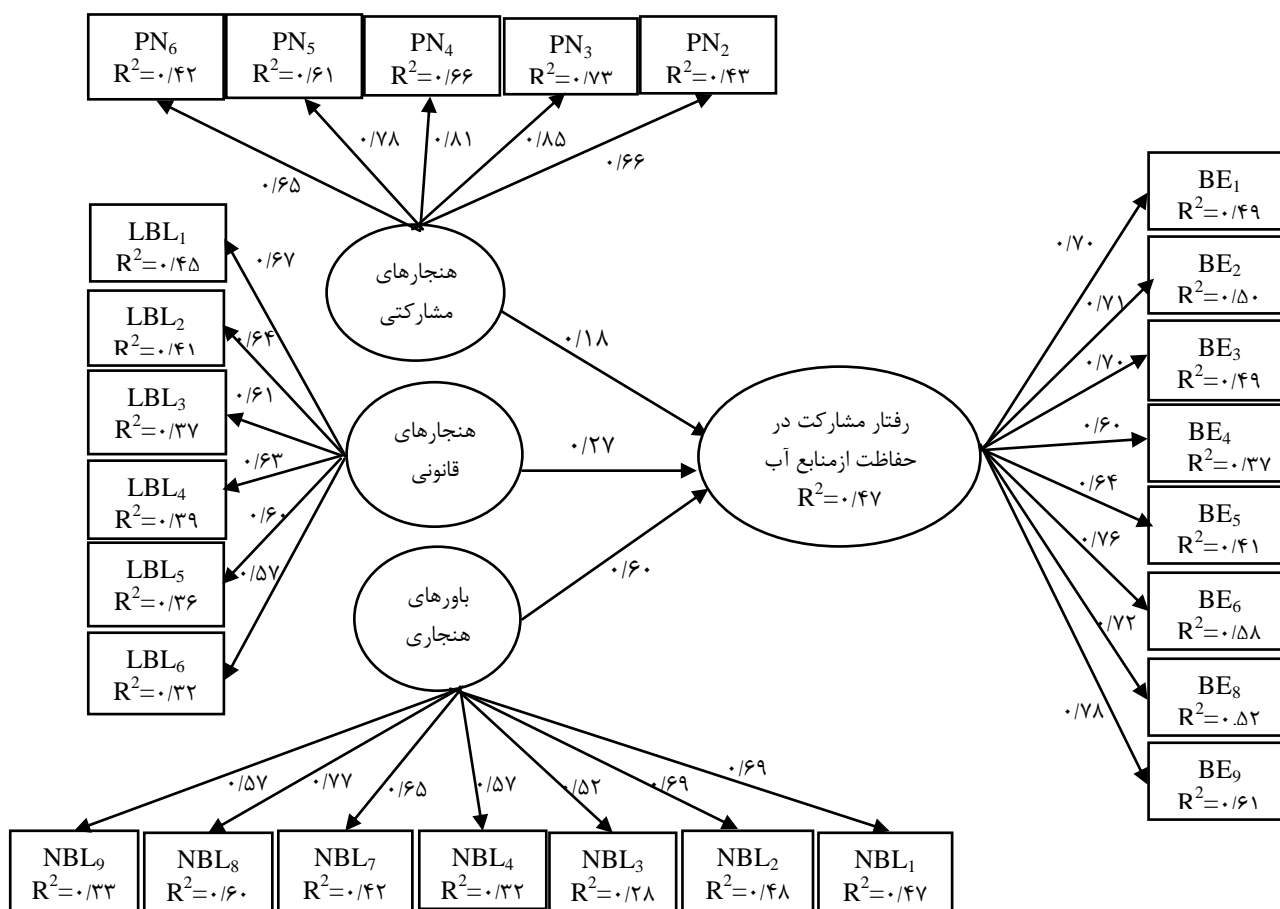 PN₆
R²=۰/۴۲
PN₅
R²=۰/۶۱
PN₄
R²=۰/۶۶
PN₃
R²=۰/۷۳
PN₂
R²=۰/۴۳
۰/۶۵
۰/۷۸
۰/۸۱
۰/۸۵
۰/۶۶
LBL₁
R²=۰/۴۵
LBL₂
R²=۰/۴۱
LBL₃
R²=۰/۳۷
LBL₄
R²=۰/۳۹
LBL₅
R²=۰/۳۶
LBL₆
R²=۰/۳۲
۰/۶۷
۰/۶۴
۰/۶۱
۰/۶۳
۰/۶۰
۰/۵۷
هنجارهای
مشارکتی
هنجارهای
قانونی
باورهای
هنجاری
۰/۱۸
۰/۲۷
۰/۶۰
رفتار مشارکت در
حفاظت ازمنابع آب
R²=۰/۴۷
۰/۷۰
۰/۷۱
۰/۷۰
۰/۶۰
۰/۶۴
۰/۷۶
۰/۷۲
۰/۷۸
BE₁
R²=۰/۴۹
BE₂
R²=۰/۵۰
BE₃
R²=۰/۴۹
BE₄
R²=۰/۳۷
BE₅
R²=۰/۴۱
BE₆
R²=۰/۵۸
BE₈
R²=۰.۵۲
BE₉
R²=۰/۶۱
۰/۵۷
۰/۷۷
۰/۶۵
۰/۵۷
۰/۵۲
۰/۶۹
۰/۶۹
NBL₉
R²=۰/۳۳
NBL₈
R²=۰/۶۰
NBL₇
R²=۰/۴۲
NBL₄
R²=۰/۳۲
NBL₃
R²=۰/۲۸
NBL₂
R²=۰/۴۸
NBL₁
R²=۰/۴۷